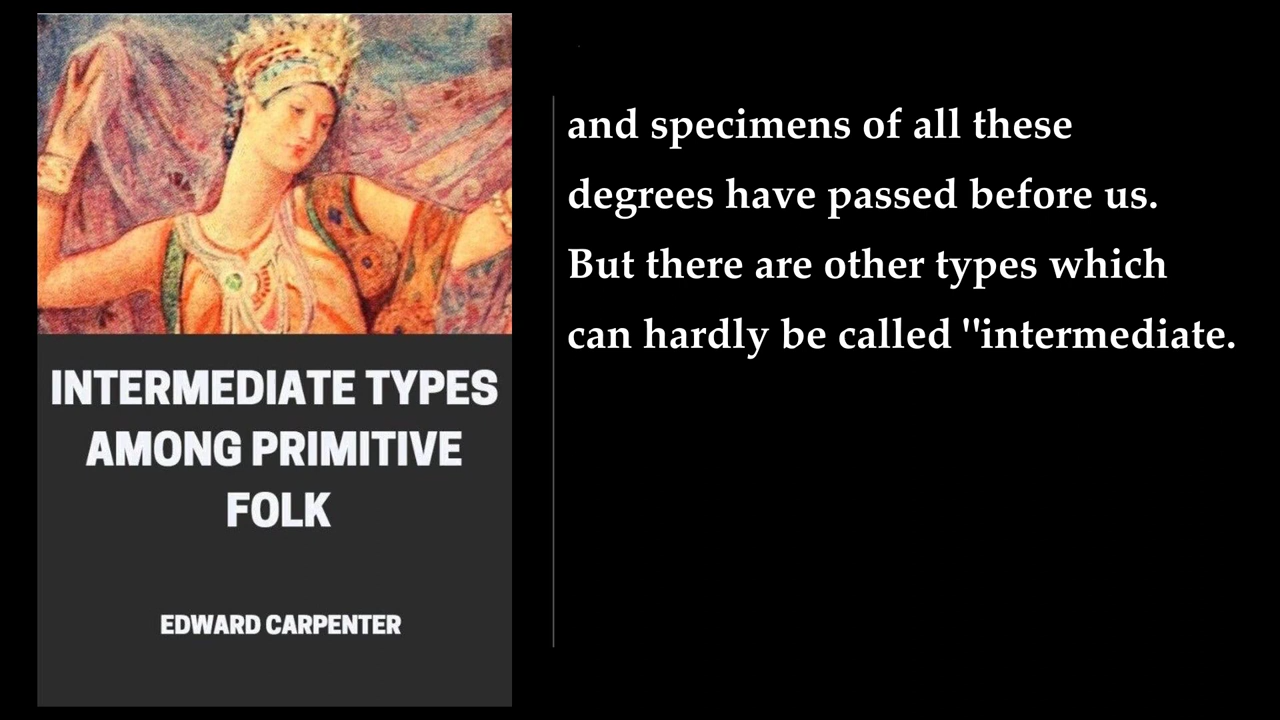 INTERMEDIATE TYPES
AMONG PRIMITIVE
FOLK
EDWARD CARPENTER
and specimens of all these
degrees have passed before us.
But there are other types which
can hardly be called "intermediate.